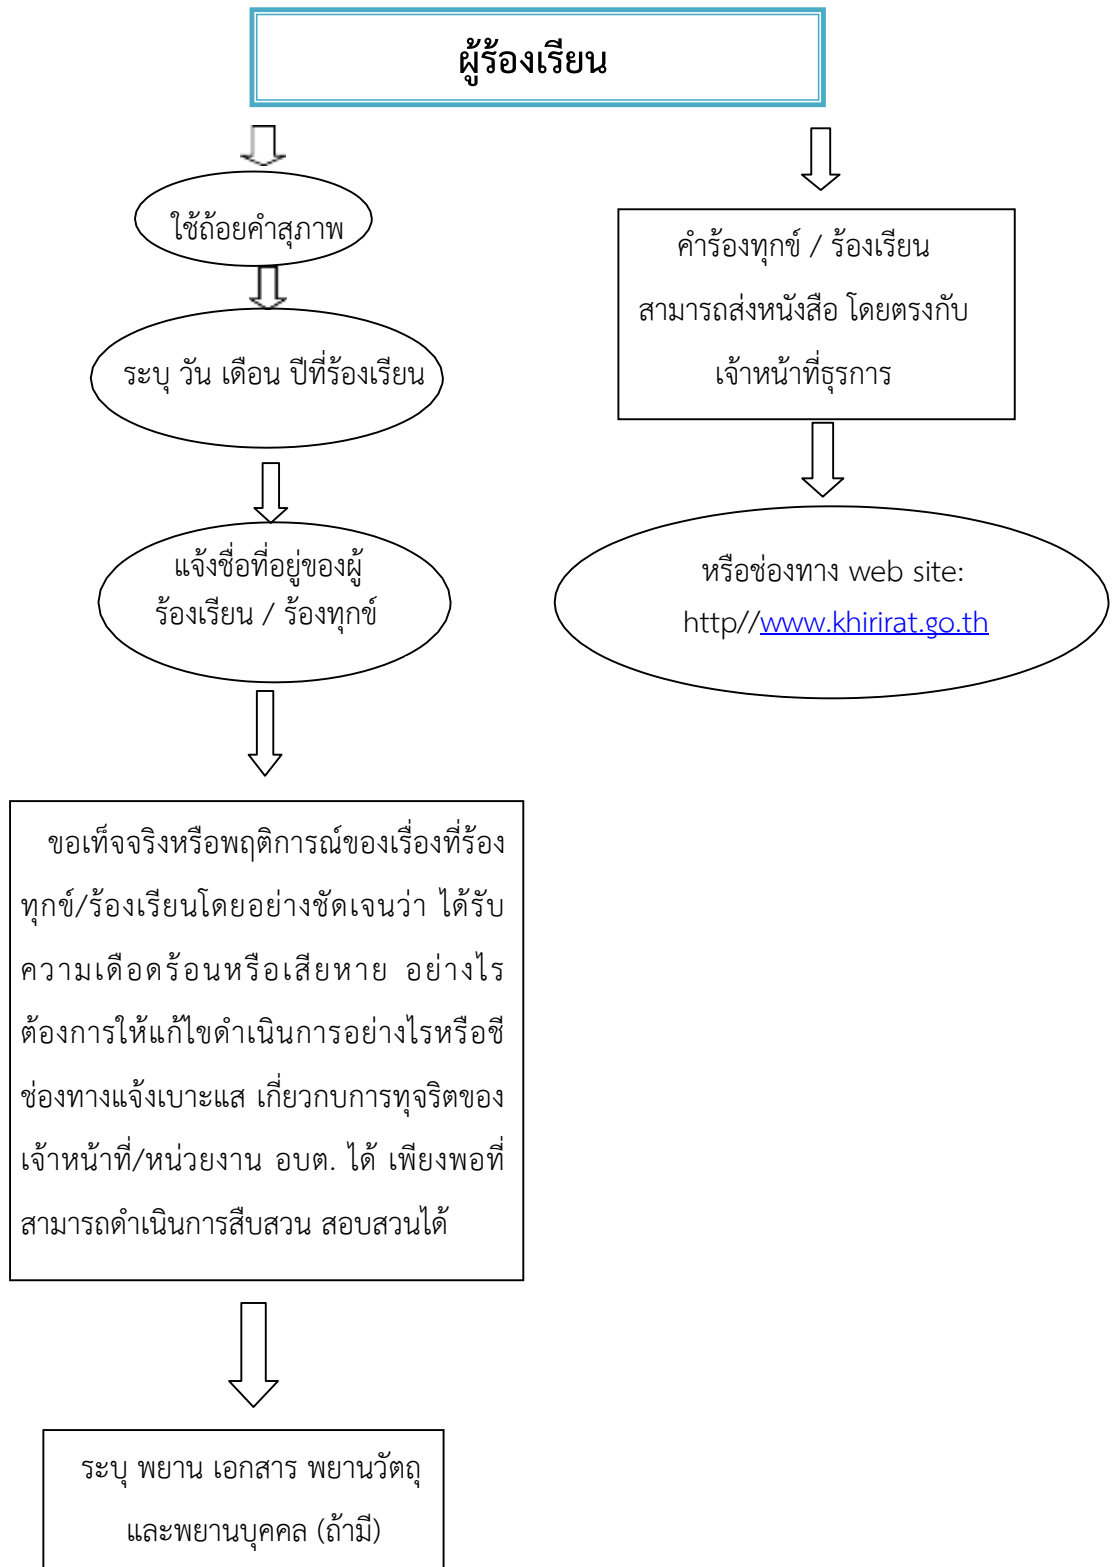 ผู้ร้องเรียน
ใช้ถ้อยคำสุภาพ
ระบุ วัน เดือน ปีที่ร้องเรียน
แจ้งชื่อที่อยู่ของผู้
ร้องเรียน / ร้องทุกข์
ขอเท็จจริงหรือพฤติการณ์ของเรื่องที่ร้อง
ทุกข์/ร้องเรียนโดยอย่างชัดเจนว่า ได้รับ
ความเดือดร้อนหรือเสียหาย อย่างไร
ต้องการให้แก้ไขดำเนินการอย่างไรหรือชี
ช่องทางแจ้งเบาะแส เกี่ยวกบการทุจริตของ
เจ้าหน้าที่/หน่วยงาน อบต. ได้ เพียงพอที่
สามารถดำเนินการสืบสวน สอบสวนได้
ระบุ พยาน เอกสาร พยานวัตถุ
และพยานบุคคล (ถ้ามี)
คำร้องทุกข์ / ร้องเรียน
สามารถส่งหนังสือ โดยตรงกับ
เจ้าหน้าที่ธุรการ
หรือช่องทาง web site:
http//www.khirirat.go.th